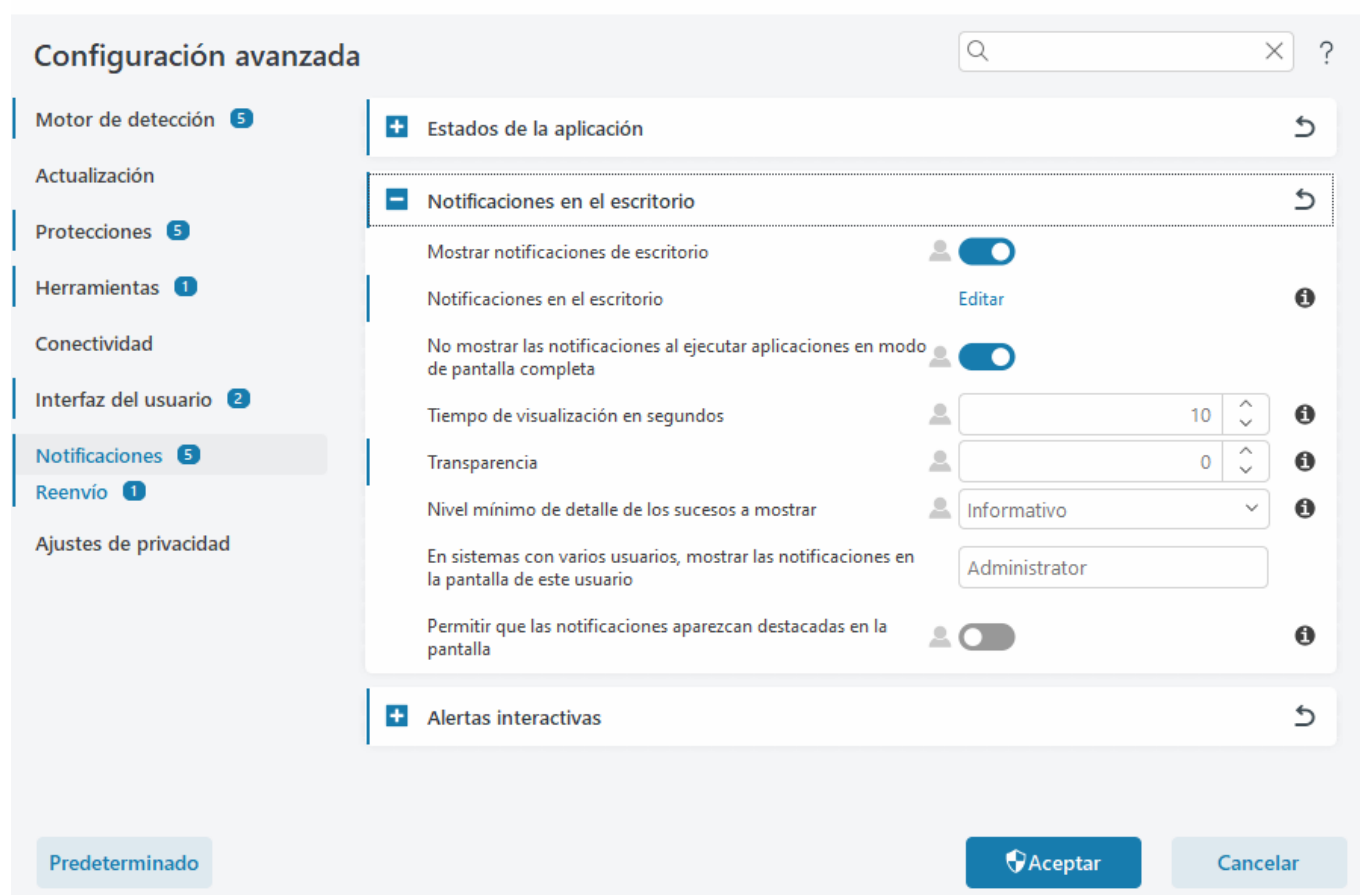 Configuración avanzada
?
Motor de detección 5
Actualización
Protecciones 5
Herramientas 1
Conectividad
Interfaz del usuario 2
Notificaciones 5
Reenvío 1
Ajustes de privacidad
Estados de la aplicación
Notificaciones en el escritorio
Mostrar notificaciones de escritorio
Notificaciones en el escritorio Editar
No mostrar las notificaciones al ejecutar aplicaciones en modo
de pantalla completa
Tiempo de visualización en segundos 10
Transparencia 0
Nivel mínimo de detalle de los sucesos a mostrar Informativo
En sistemas con varios usuarios, mostrar las notificaciones en
la pantalla de este usuario
Administrator
Permitir que las notificaciones aparezcan destacadas en la
pantalla
Alertas interactivas
Predeterminado Aceptar Cancelar